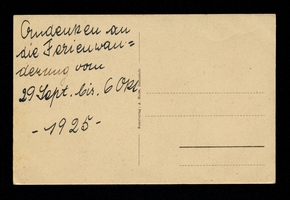 Andenken an
die Ferienwan=
derung vom
29 Sept. bis. 6 Okt.
- 1925 -